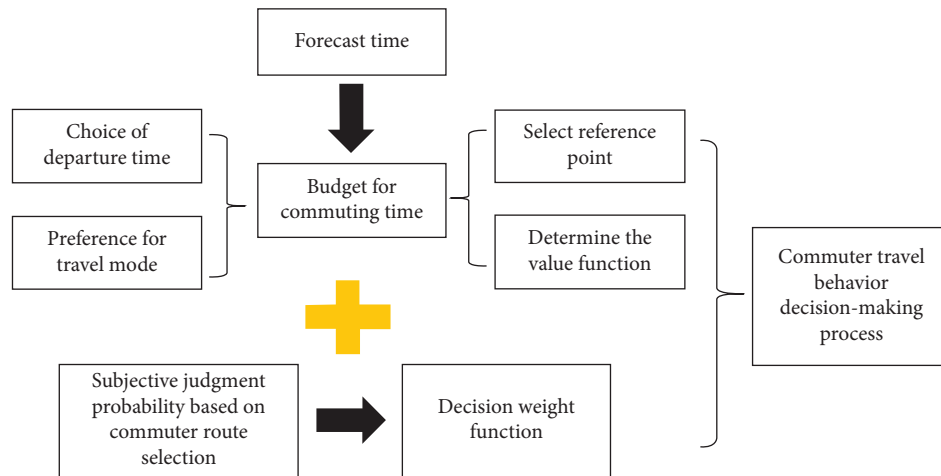 Forecast time
Choice of
departure time
Preference for
travel mode
Budget for
commuting time
Select reference
point
Determine the
value function
Commuter travel
behavior
decision-making
process
Subjective judgment
probability based on
commuter route
selection
Decision weight
function